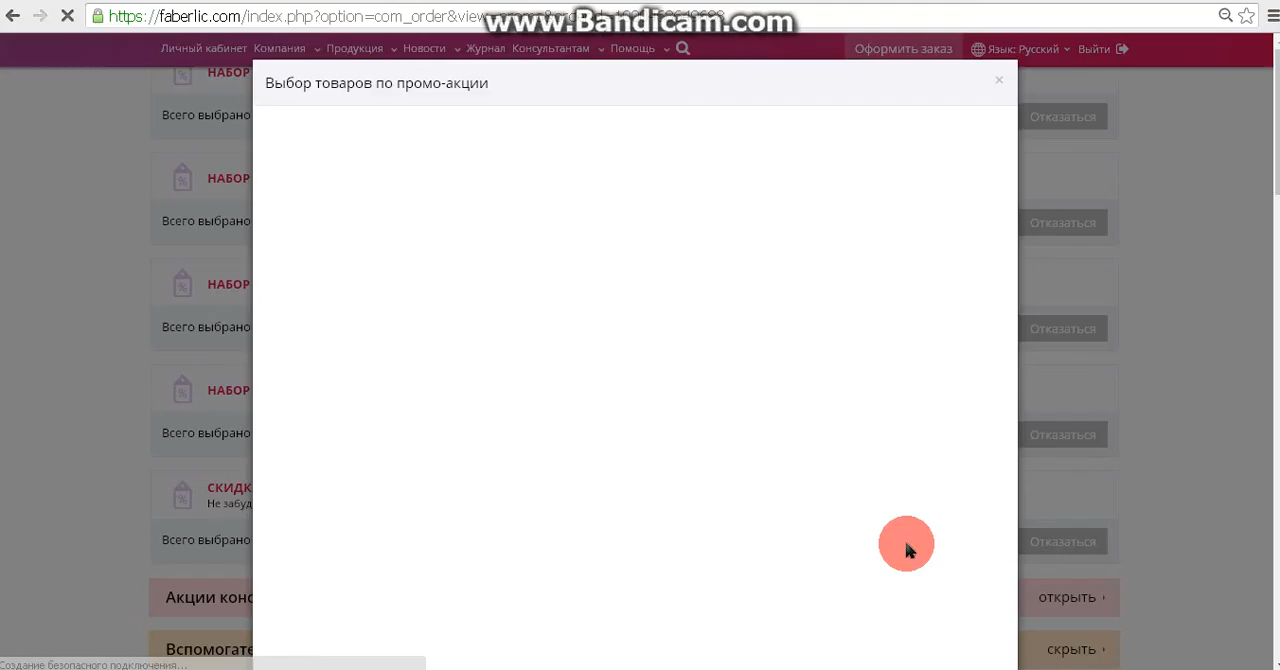 https://faberlic.com/index.php?option=com_order&view
www.Bandicam.com
Личный кабинет Компания Продукция Новости Журнал Консультантам Помощь Оформить заказ Язык: Русский Выйти
Выбор товаров по промо-акции ×
НАБОР
Всего выбрано Отказаться
НАБОР
Всего выбрано Отказаться
НАБОР
Всего выбрано Отказаться
НАБОР
Всего выбрано Отказаться
СКИДК
Не забуд
Всего выбрано Отказаться
Акции конс открыть ›
Вспомогате скрыть ›
Создание безопасного подключения...